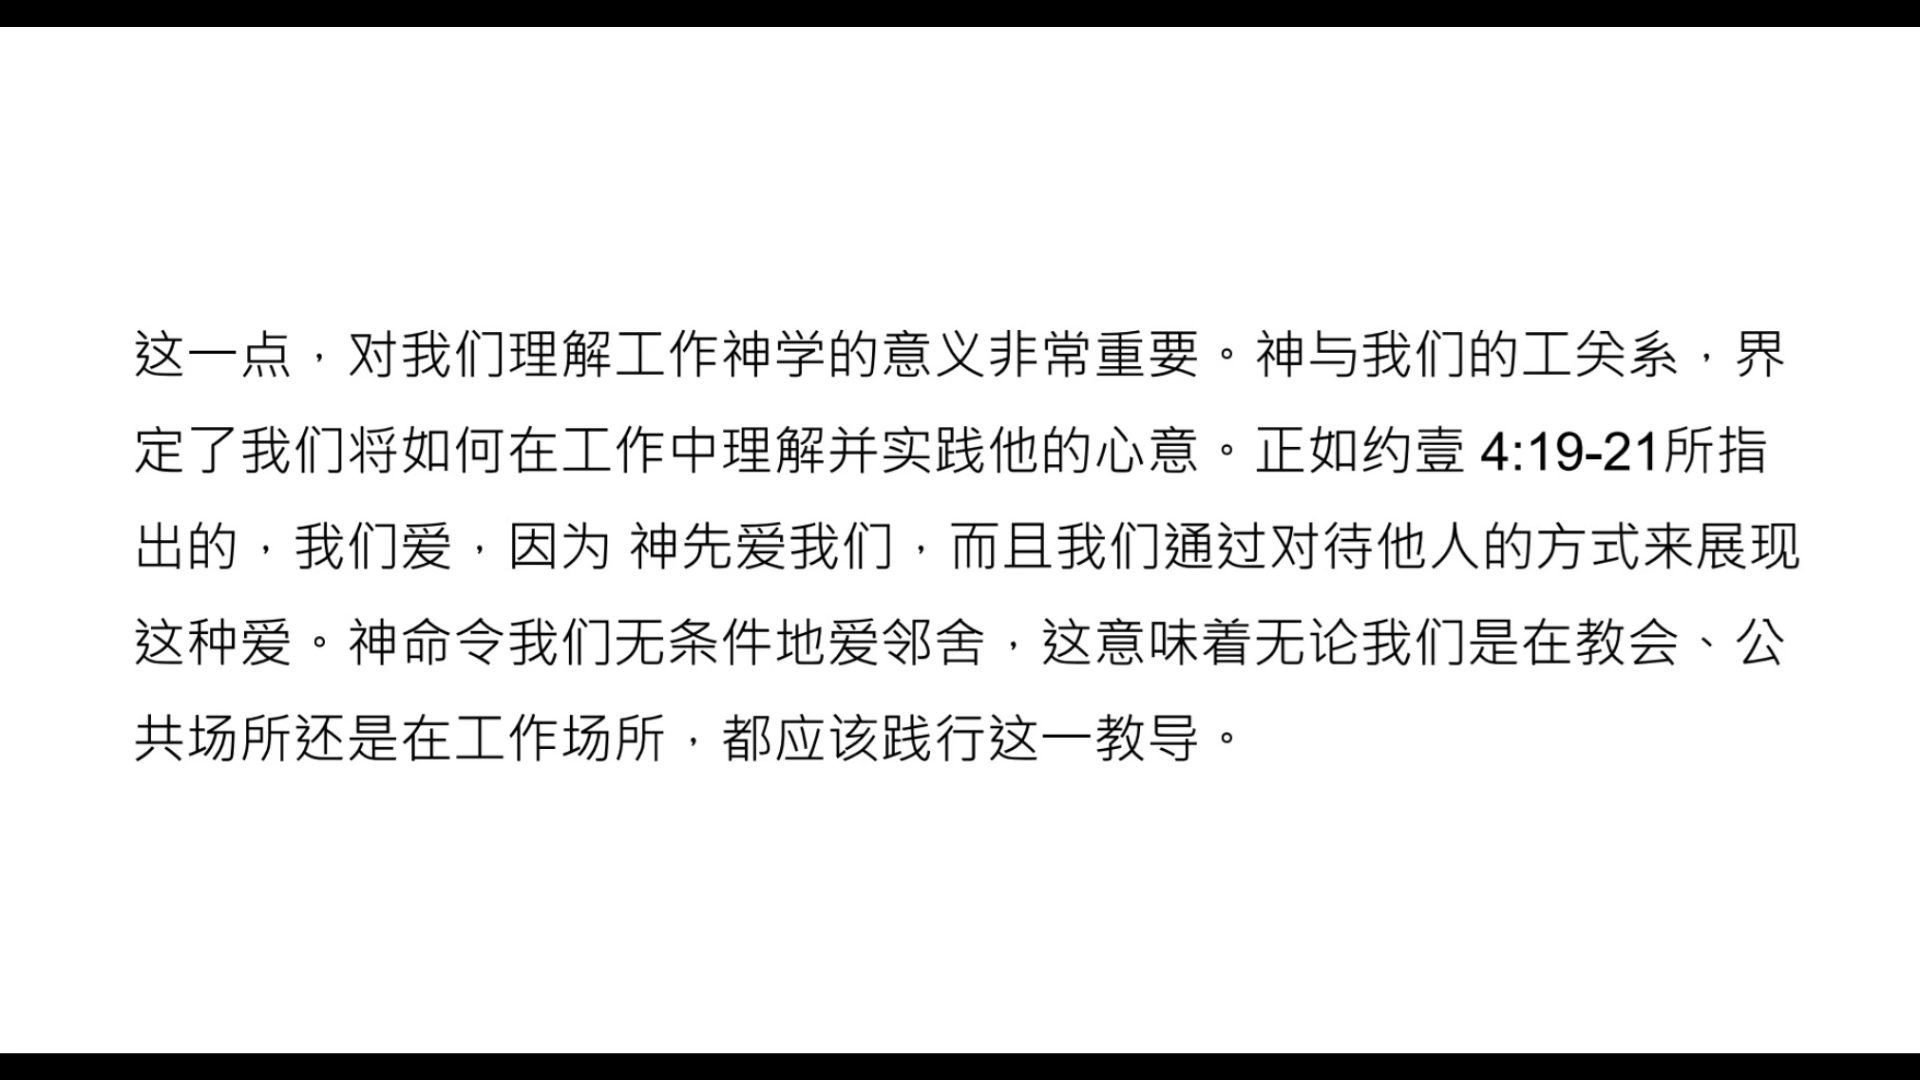 这一点，对我们理解工作神学的意义非常重要。神与我们的工关系，界
定了我们将如何在工作中理解并实践他的心意。正如约壹 4:19-21所指
出的，我们爱，因为 神先爱我们，而且我们通过对待他人的方式来展现
这种爱。神命令我们无条件地爱邻舍，这意味着无论我们是在教会、公
共场所还是在工作场所，都应该践行这一教导。